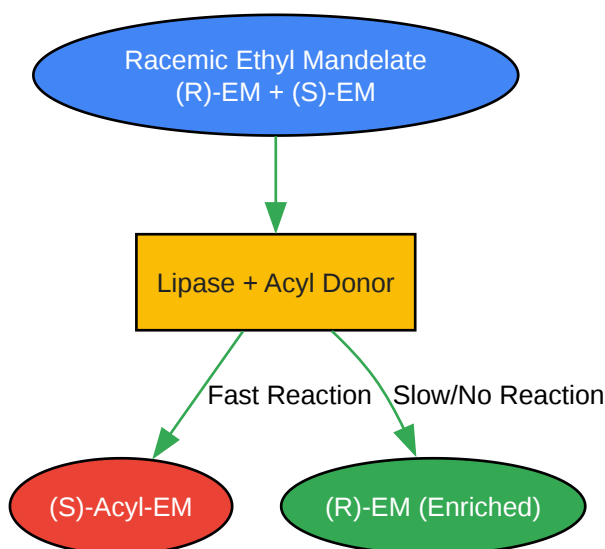 Racemic Ethyl Mandelate
(R)-EM + (S)-EM
Lipase + Acyl Donor
Fast Reaction
Slow/No Reaction
(S)-Acyl-EM
(R)-EM (Enriched)